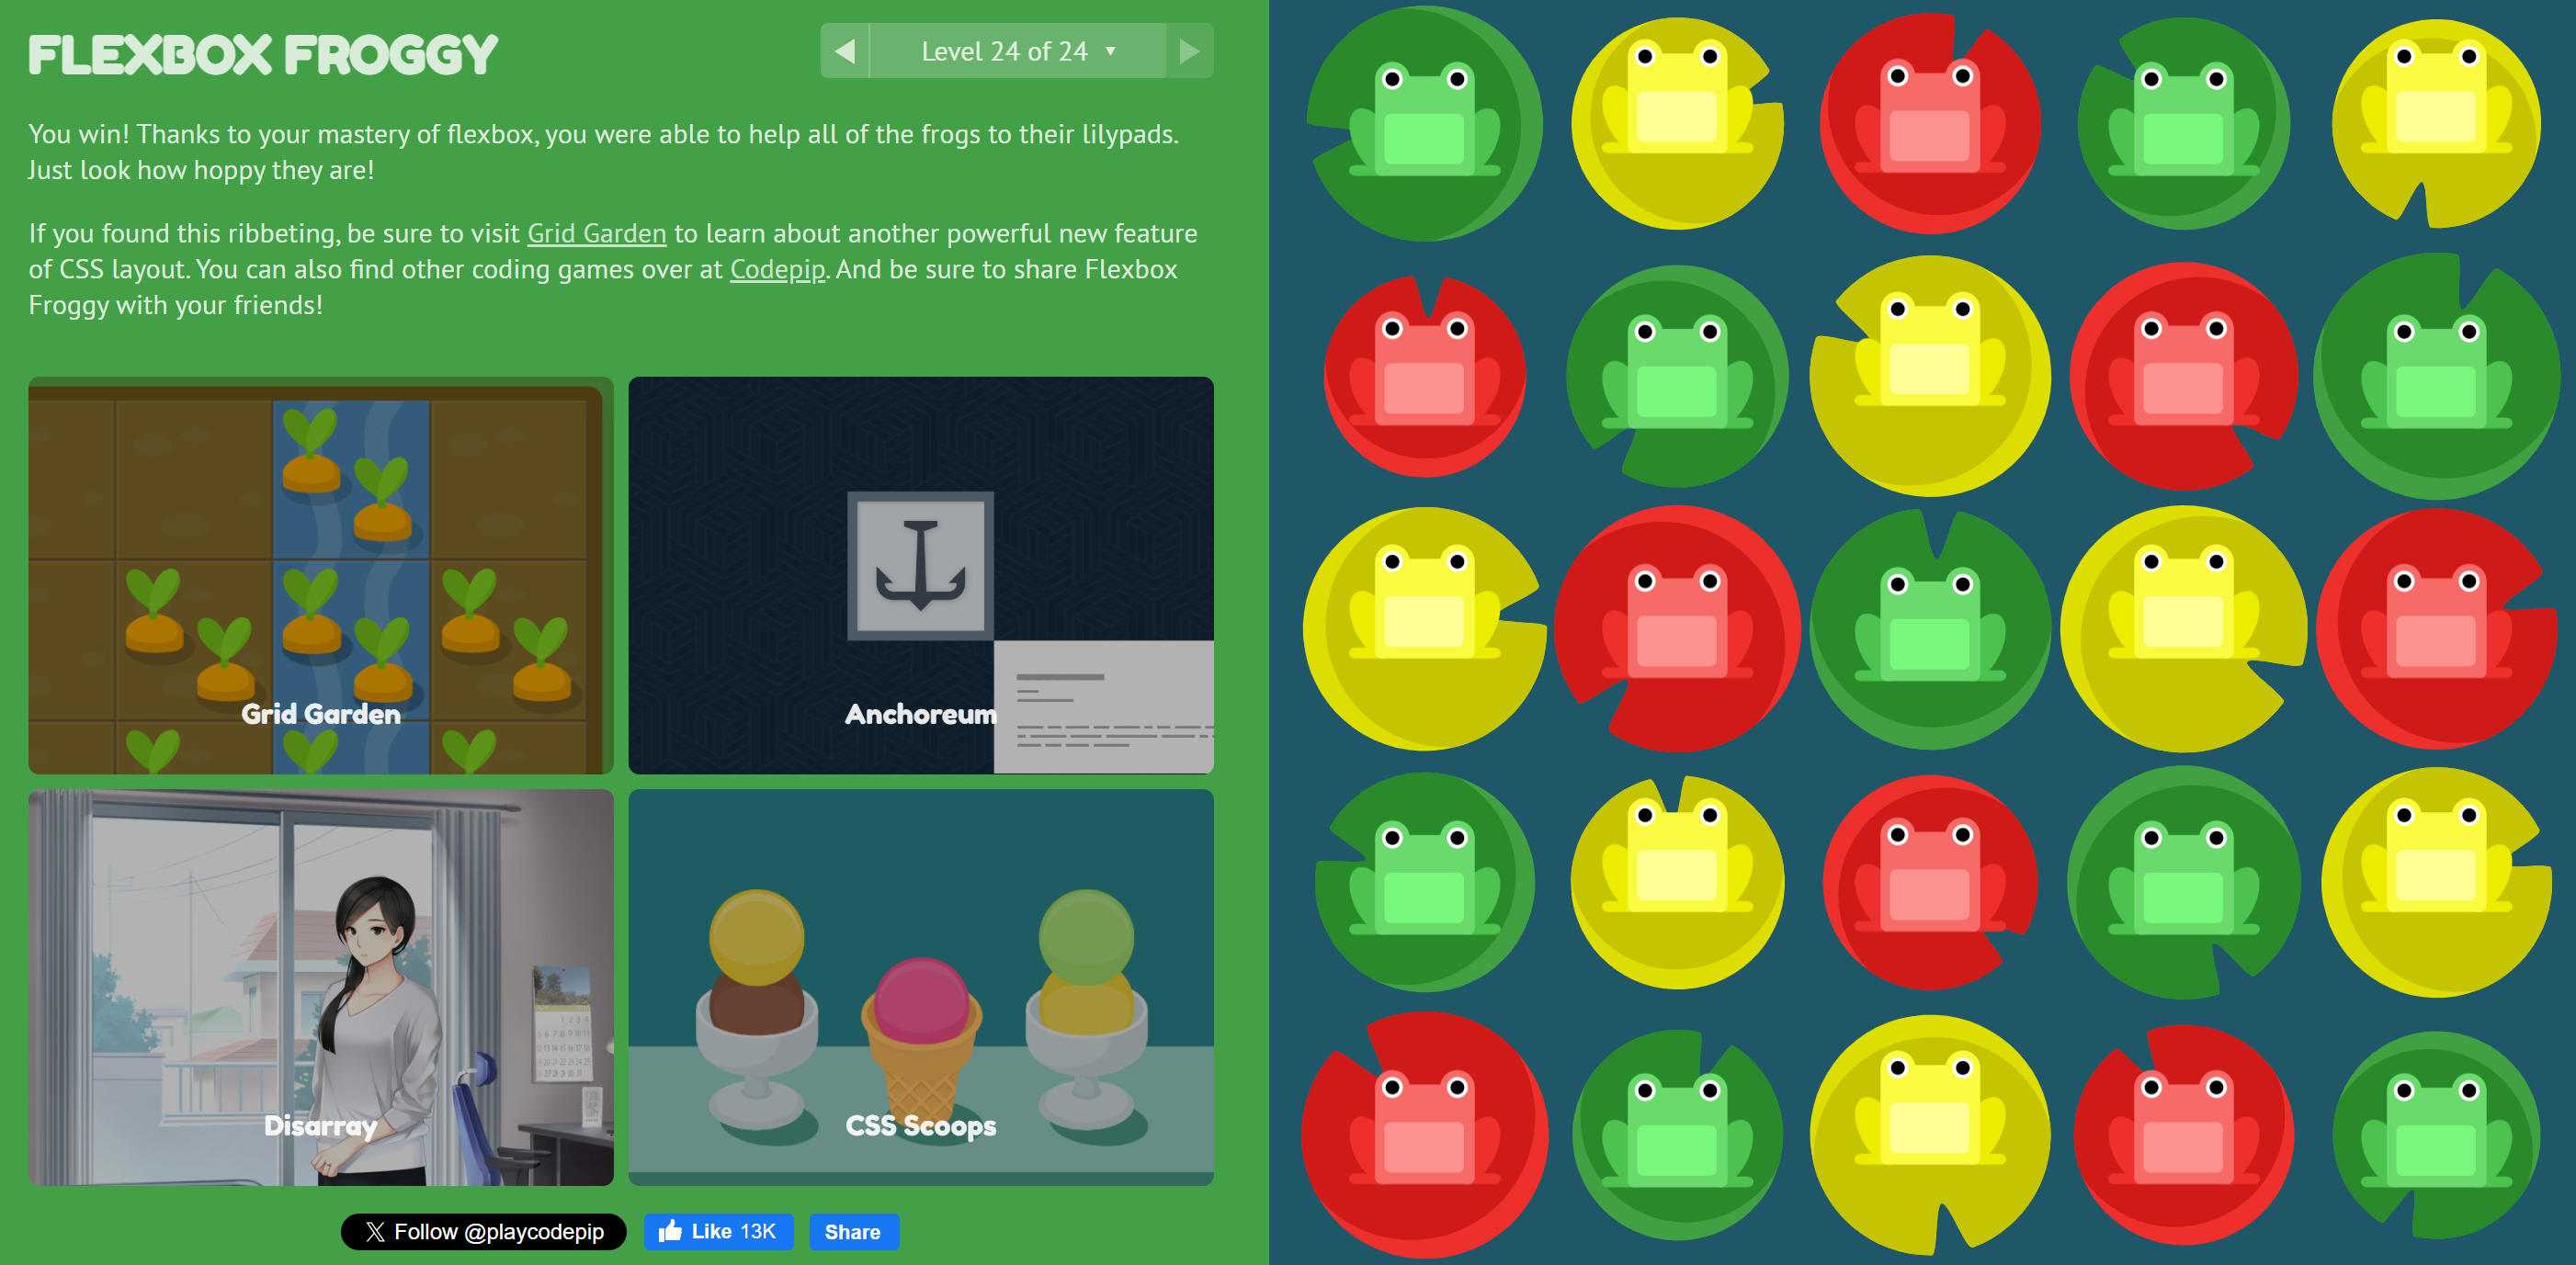 FLEXBOX FROGGY
Level 24 of 24
You win! Thanks to your mastery of flexbox, you were able to help all of the frogs to their lilypads.
Just look how hoppy they are!
If you found this ribbeting, be sure to visit Grid Garden to learn about another powerful new feature
of CSS layout. You can also find other coding games over at Codepip. And be sure to share Flexbox
Froggy with your friends!
Grid Garden
Anchoreum
Disarray
CSS Scoops
Follow @playcodepip
Like 13K
Share